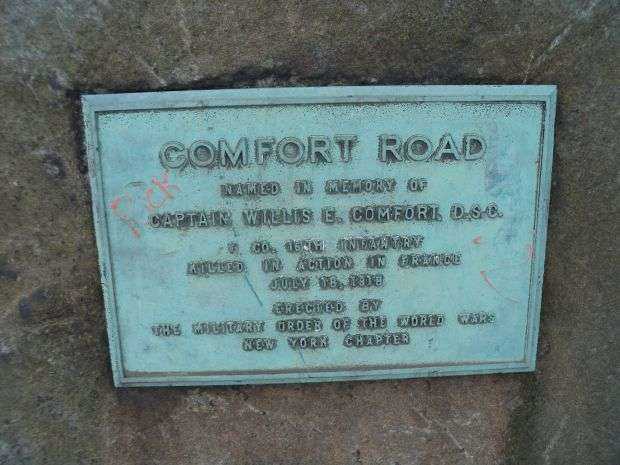 COMFORT ROAD
NAMED IN MEMORY OF
CAPTAIN WILLIS E. COMFORT, D.S.C.
CO. 16TH INFANTRY
KILLED IN ACTION IN FRANCE
JULY 18, 1918
ERECTED BY
THE MILITARY ORDER OF THE WORLD WAR
NEW YORK CHAPTER